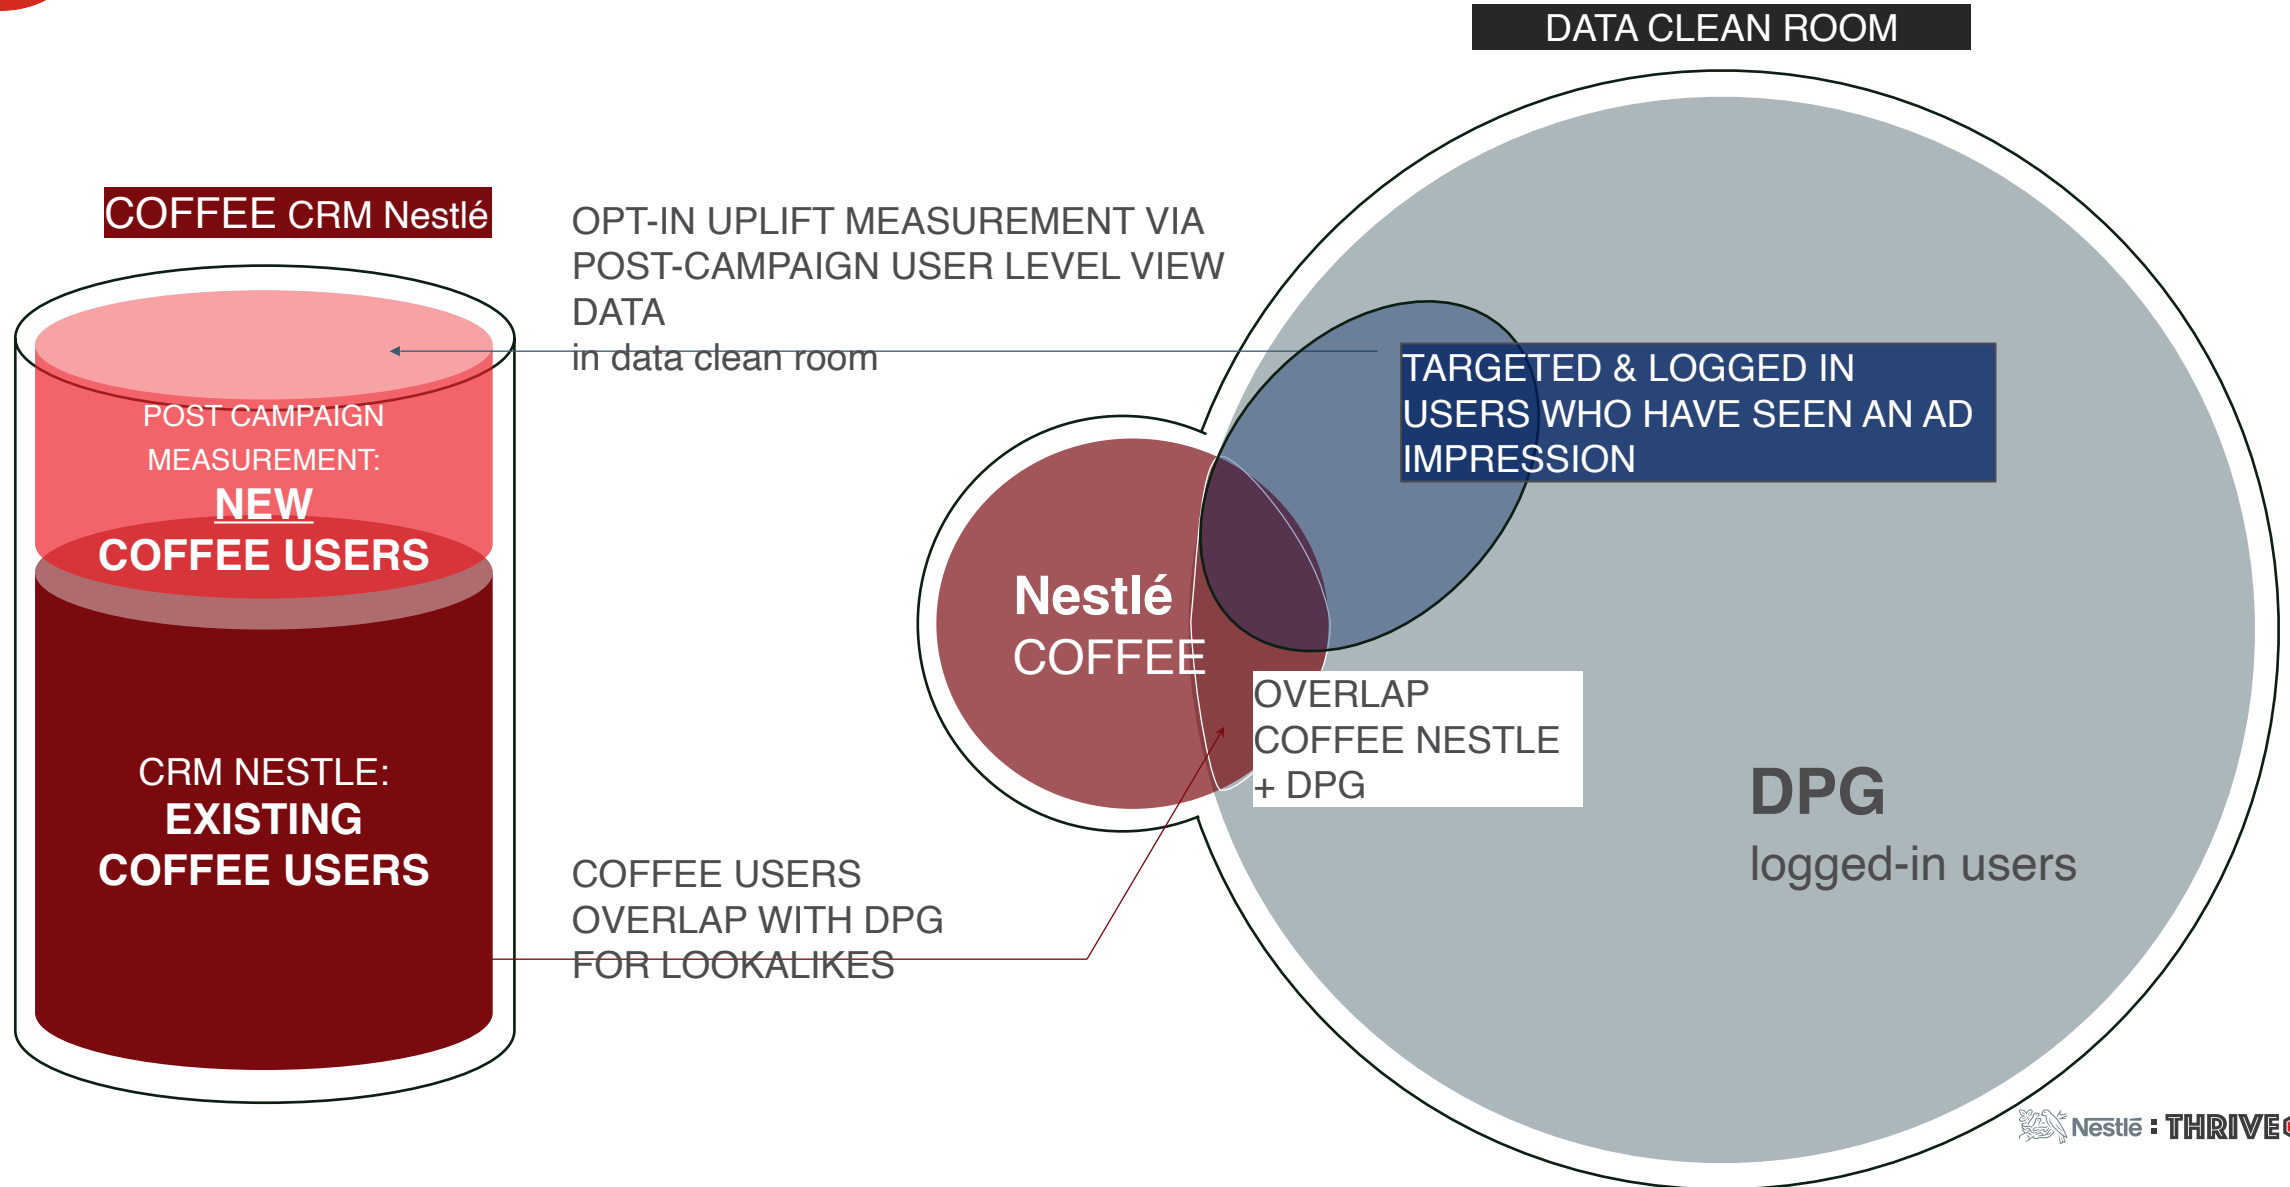 DATA CLEAN ROOM
COFFEE CRM Nestlé
OPT-IN UPLIFT MEASUREMENT VIA
POST-CAMPAIGN USER LEVEL VIEW
DATA
in data clean room
POST CAMPAIGN
MEASUREMENT:
NEW
COFFEE USERS
CRM NESTLE:
EXISTING
COFFEE USERS
COFFEE USERS
OVERLAP WITH DPG
FOR LOOKALIKES
TARGETED & LOGGED IN
USERS WHO HAVE SEEN AN AD
IMPRESSION
Nestlé
COFFEE
OVERLAP
COFFEE NESTLE
+ DPG
DPG
logged-in users
Nestlé : THRIVE